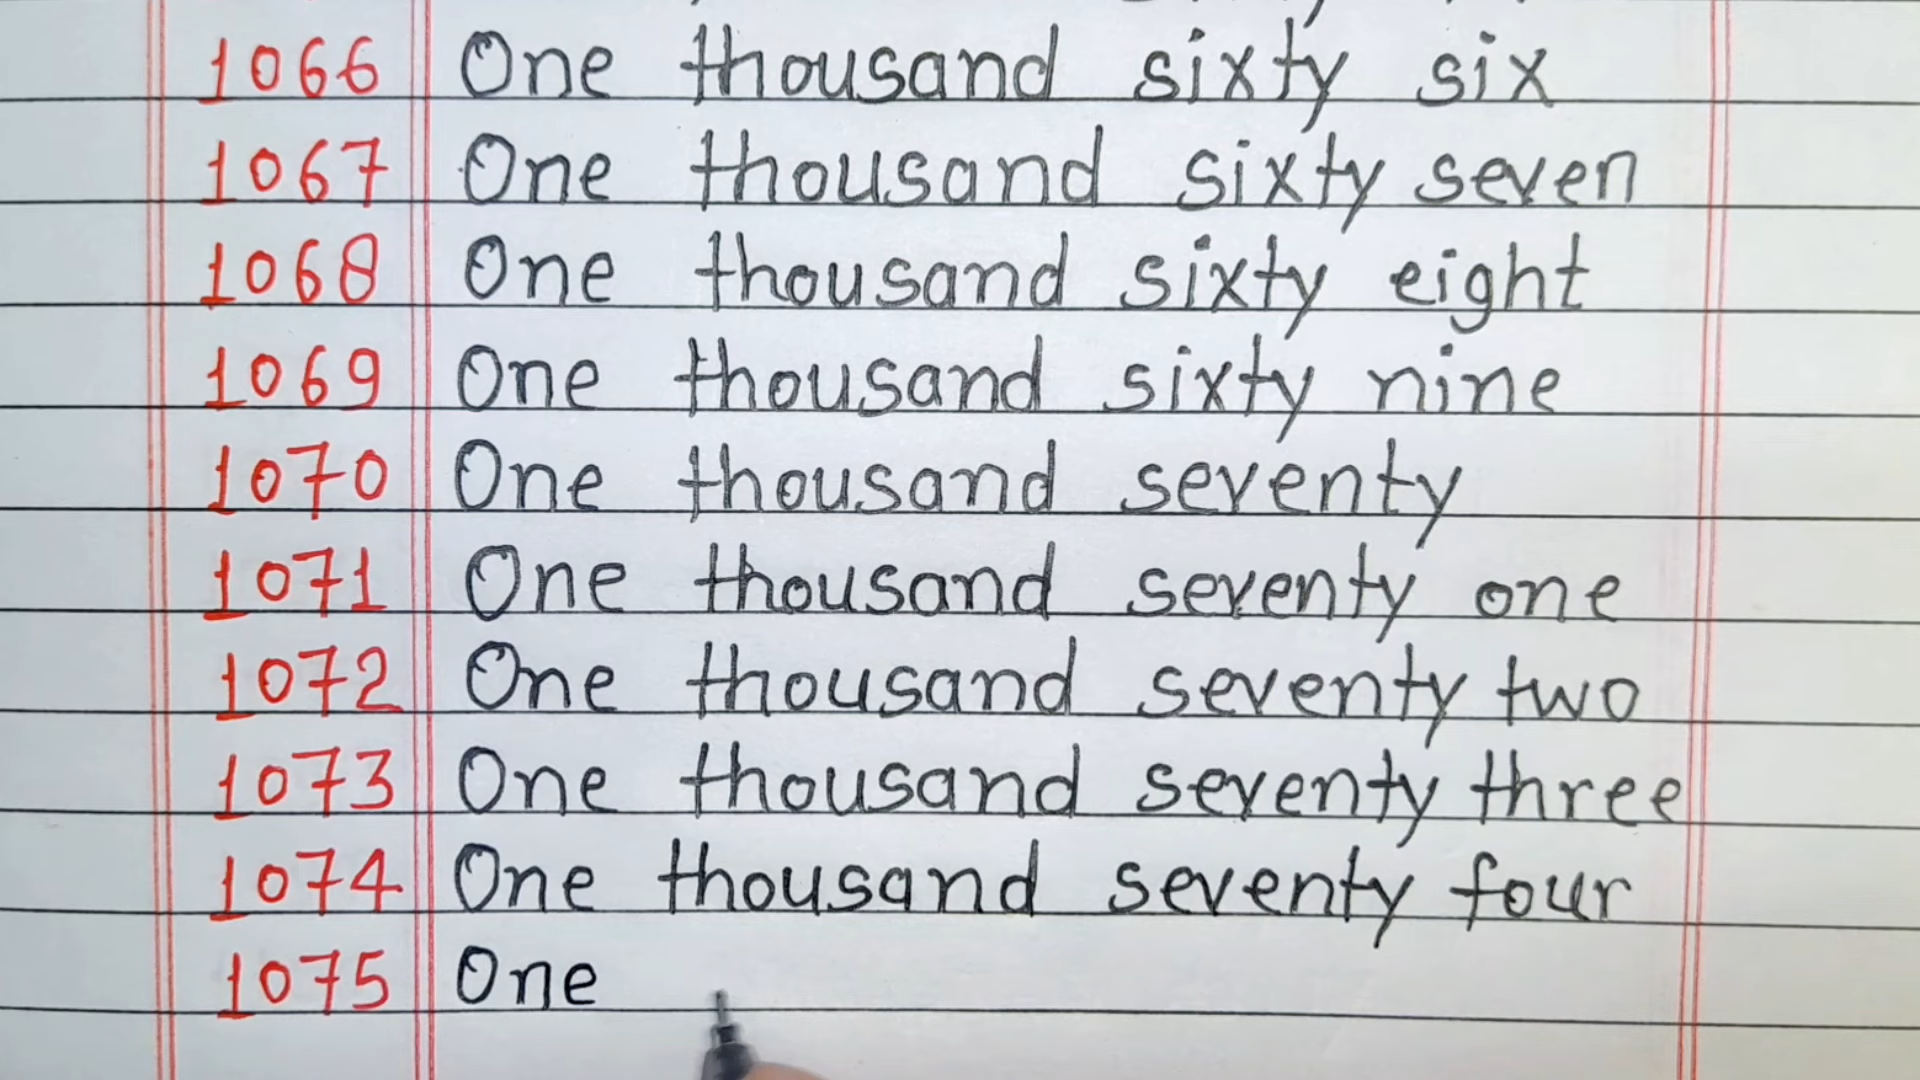 1066 One thousand sixty six
1067 One thousand sixty seven
1068 One thousand sixty eight
1069 One thousand sixty nine
1070 One thousand seventy
1071 One thousand seventy one
1072 One thousand seventy two
1073 One thousand seventy three
1074 One thousand seventy four
1075 One